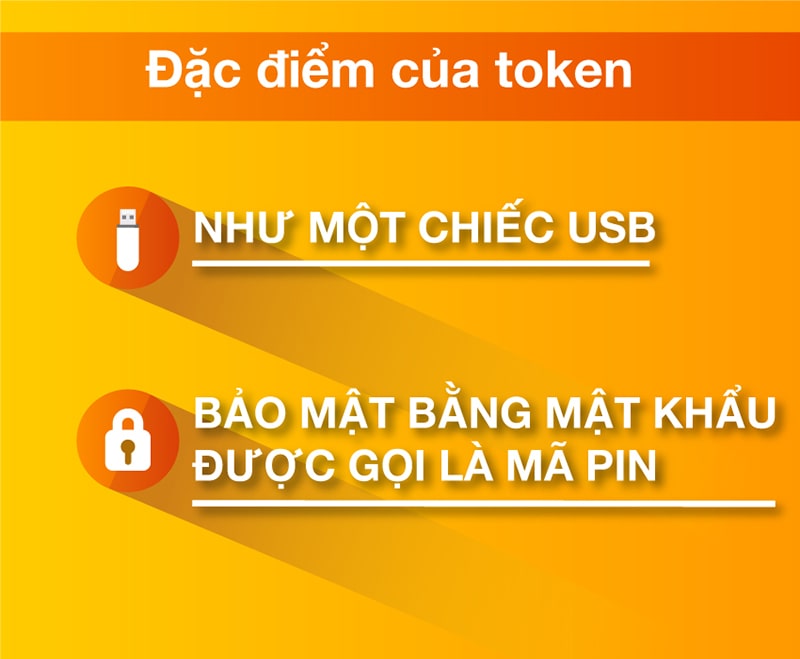 Đặc điểm của token
NHƯ MỘT CHIẾC USB
BẢO MẬT BẰNG MẬT KHẨU
ĐƯỢC GỌI LÀ MÃ PIN